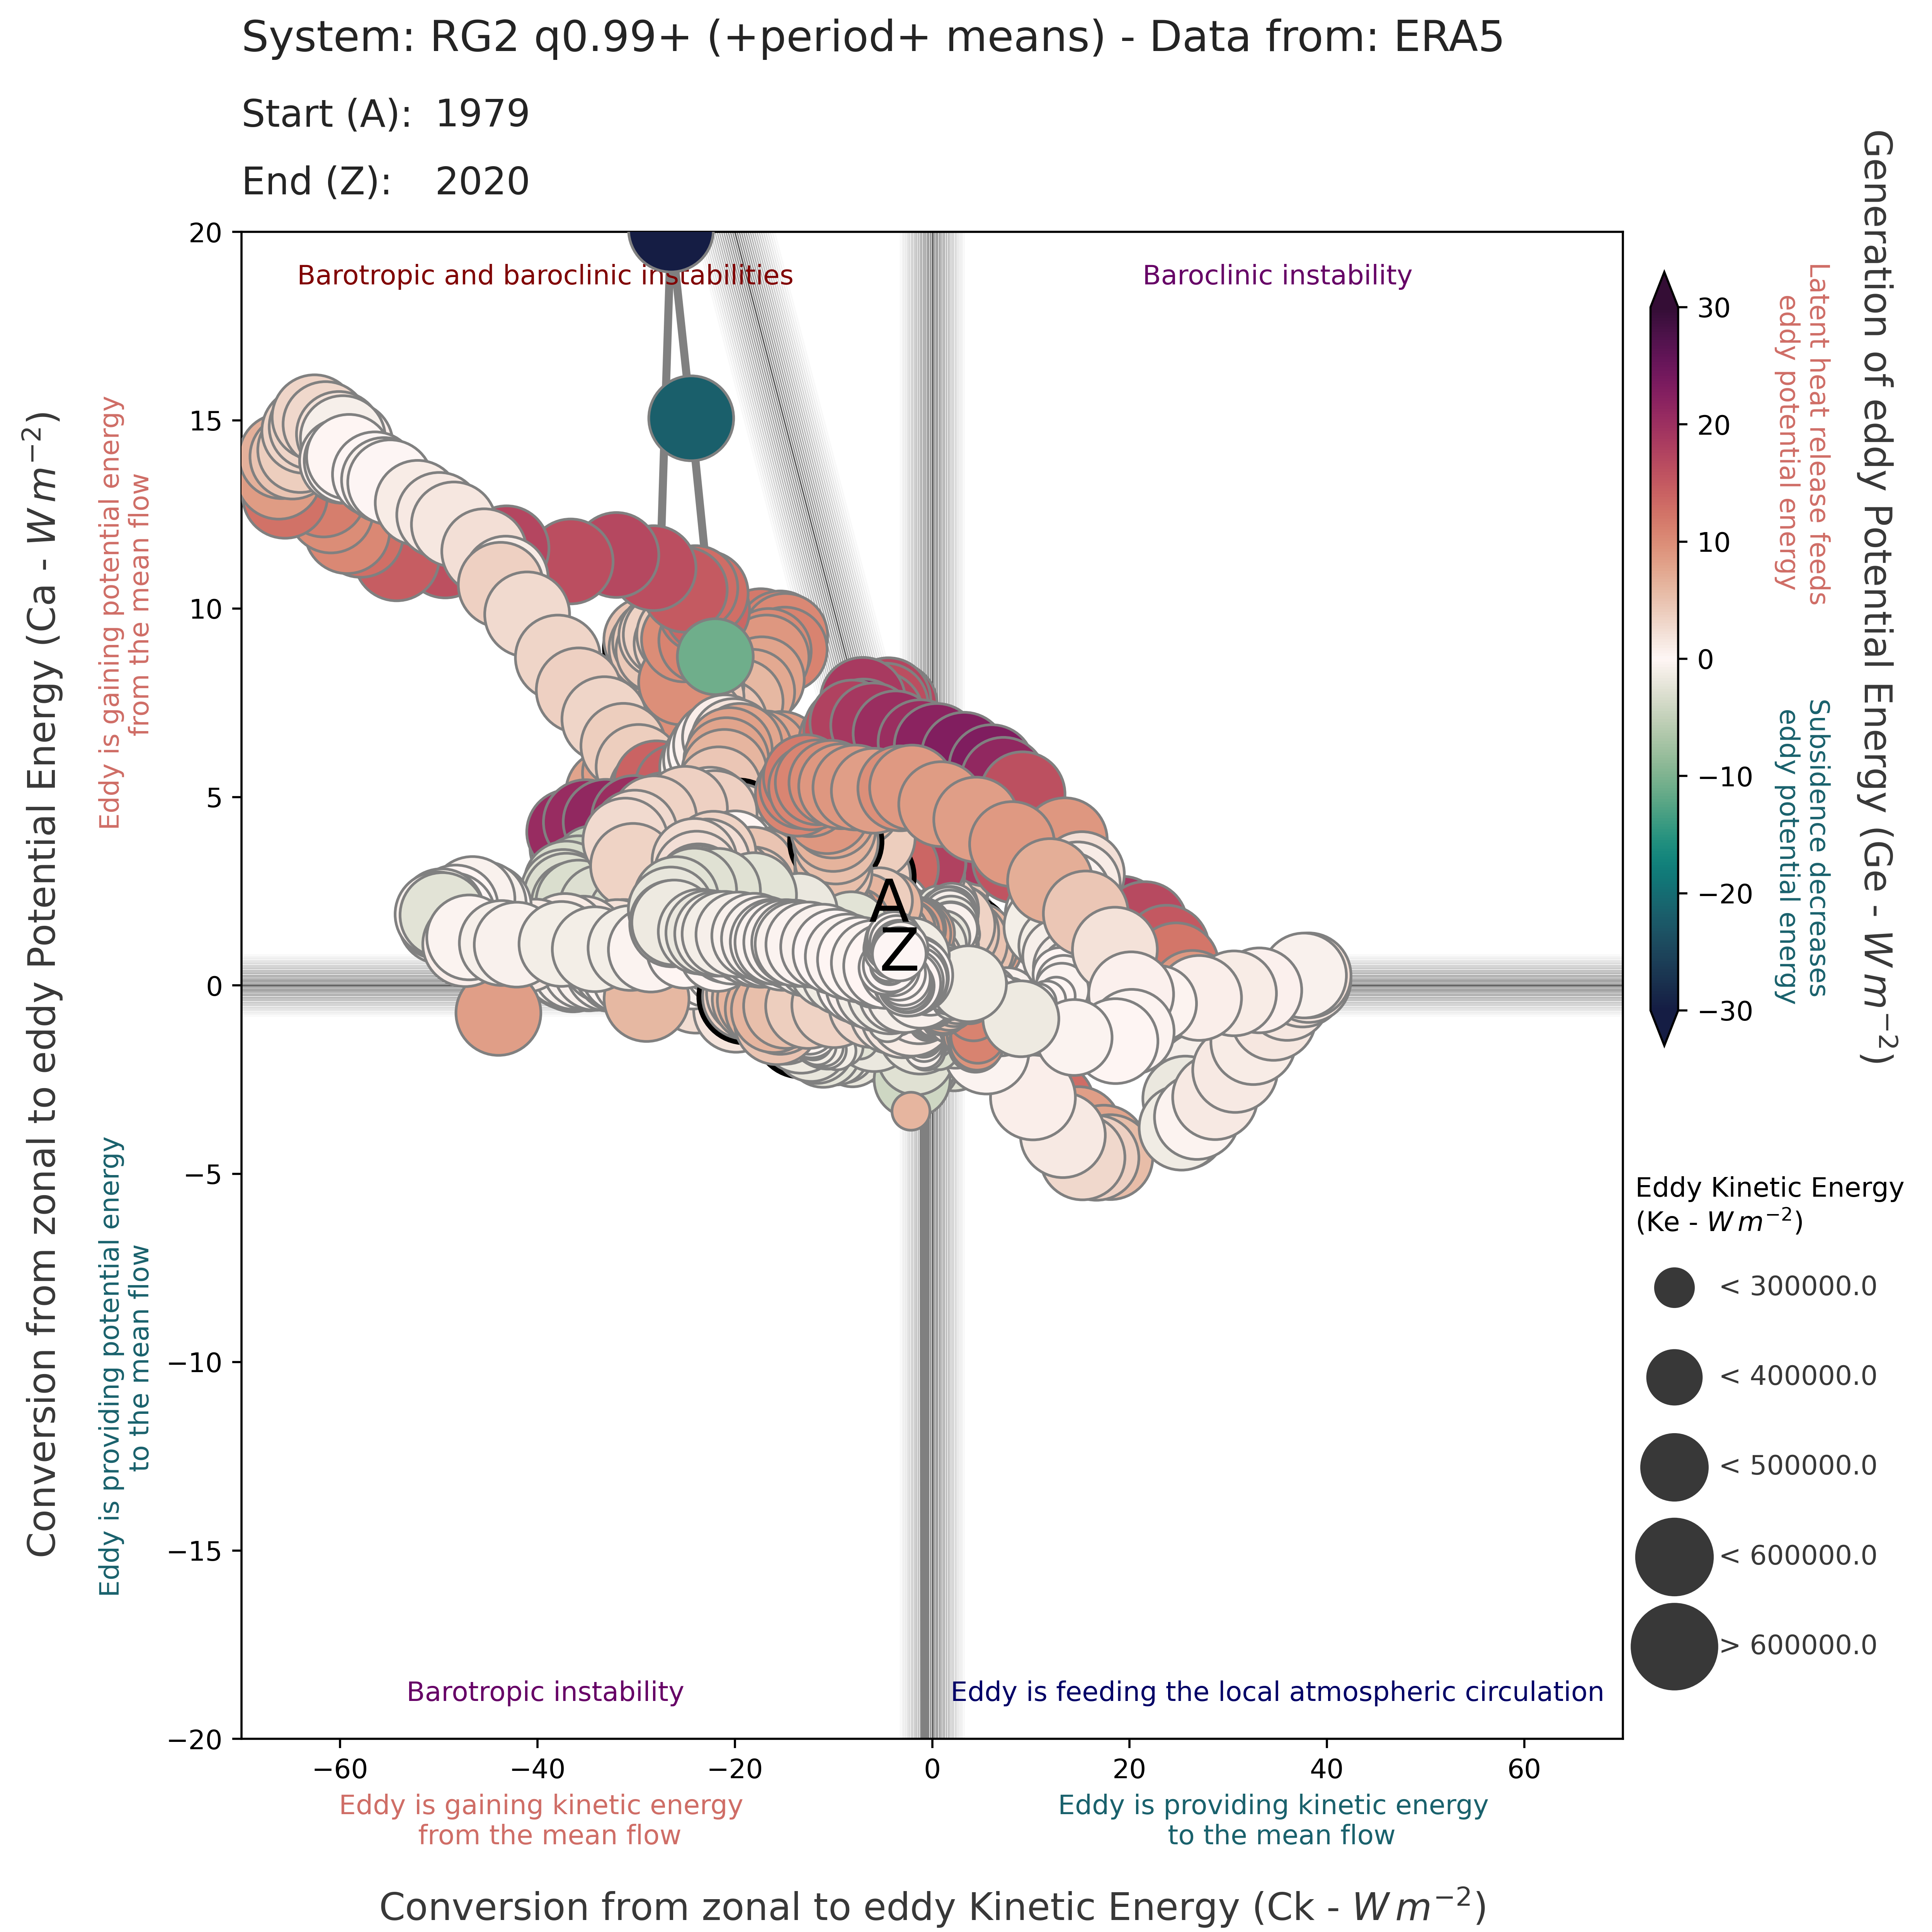 System: RG2 q0.99+ (+period+ means) - Data from: ERA5
Start (A): 1979
End (Z): 2020
Conversion from zonal to eddy Potential Energy (Ca - W m⁻²)
Eddy is gaining potential energy
from the mean flow
Eddy is providing potential energy
to the mean flow
20
15
10
5
0
−5
−10
−15
−20
Barotropic and baroclinic instabilities
Baroclinic instability
A
Z
Barotropic instability
Eddy is feeding the local atmospheric circulation
−60
−40
−20
0
20
40
60
Eddy is gaining kinetic energy
from the mean flow
Eddy is providing kinetic energy
to the mean flow
Conversion from zonal to eddy Kinetic Energy (Ck - W m⁻²)
30
20
10
0
−10
−20
−30
Latent heat release feeds
eddy potential energy
Subsidence decreases
eddy potential energy
Generation of eddy Potential Energy (Ge - W m⁻²)
Eddy Kinetic Energy
(Ke - W m⁻²)
< 300000.0
< 400000.0
< 500000.0
< 600000.0
> 600000.0